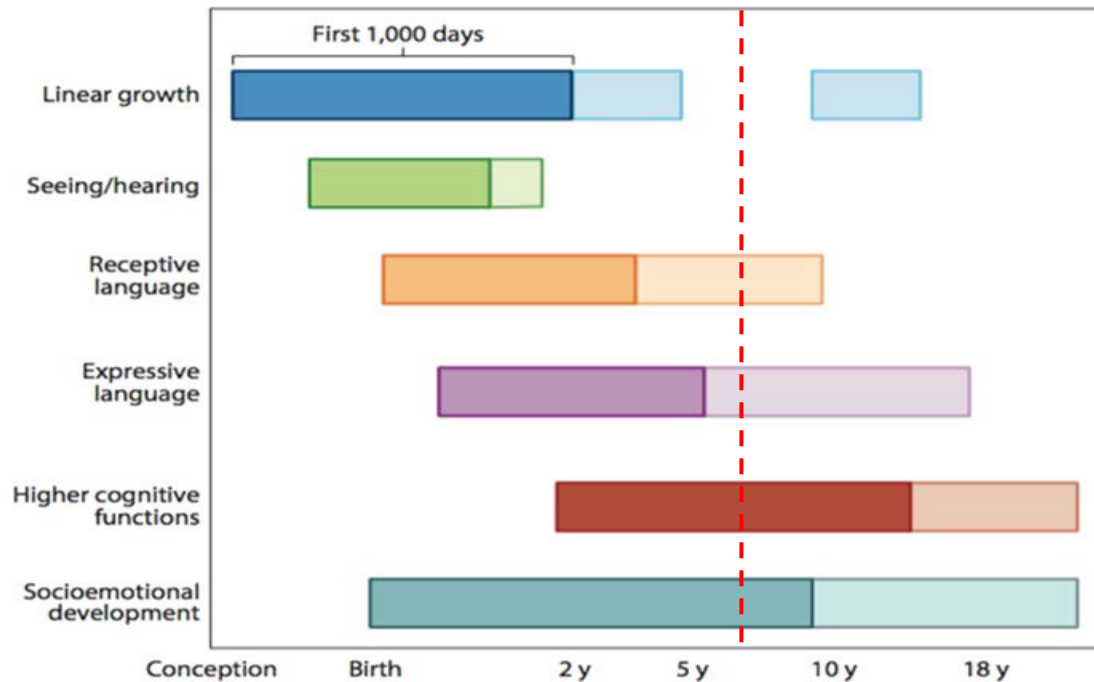 First 1,000 days
Linear growth
Seeing/hearing
Receptive
language
Expressive
language
Higher cognitive
functions
Socioemotional
development
Conception Birth 2 y 5 y 10 y 18 y